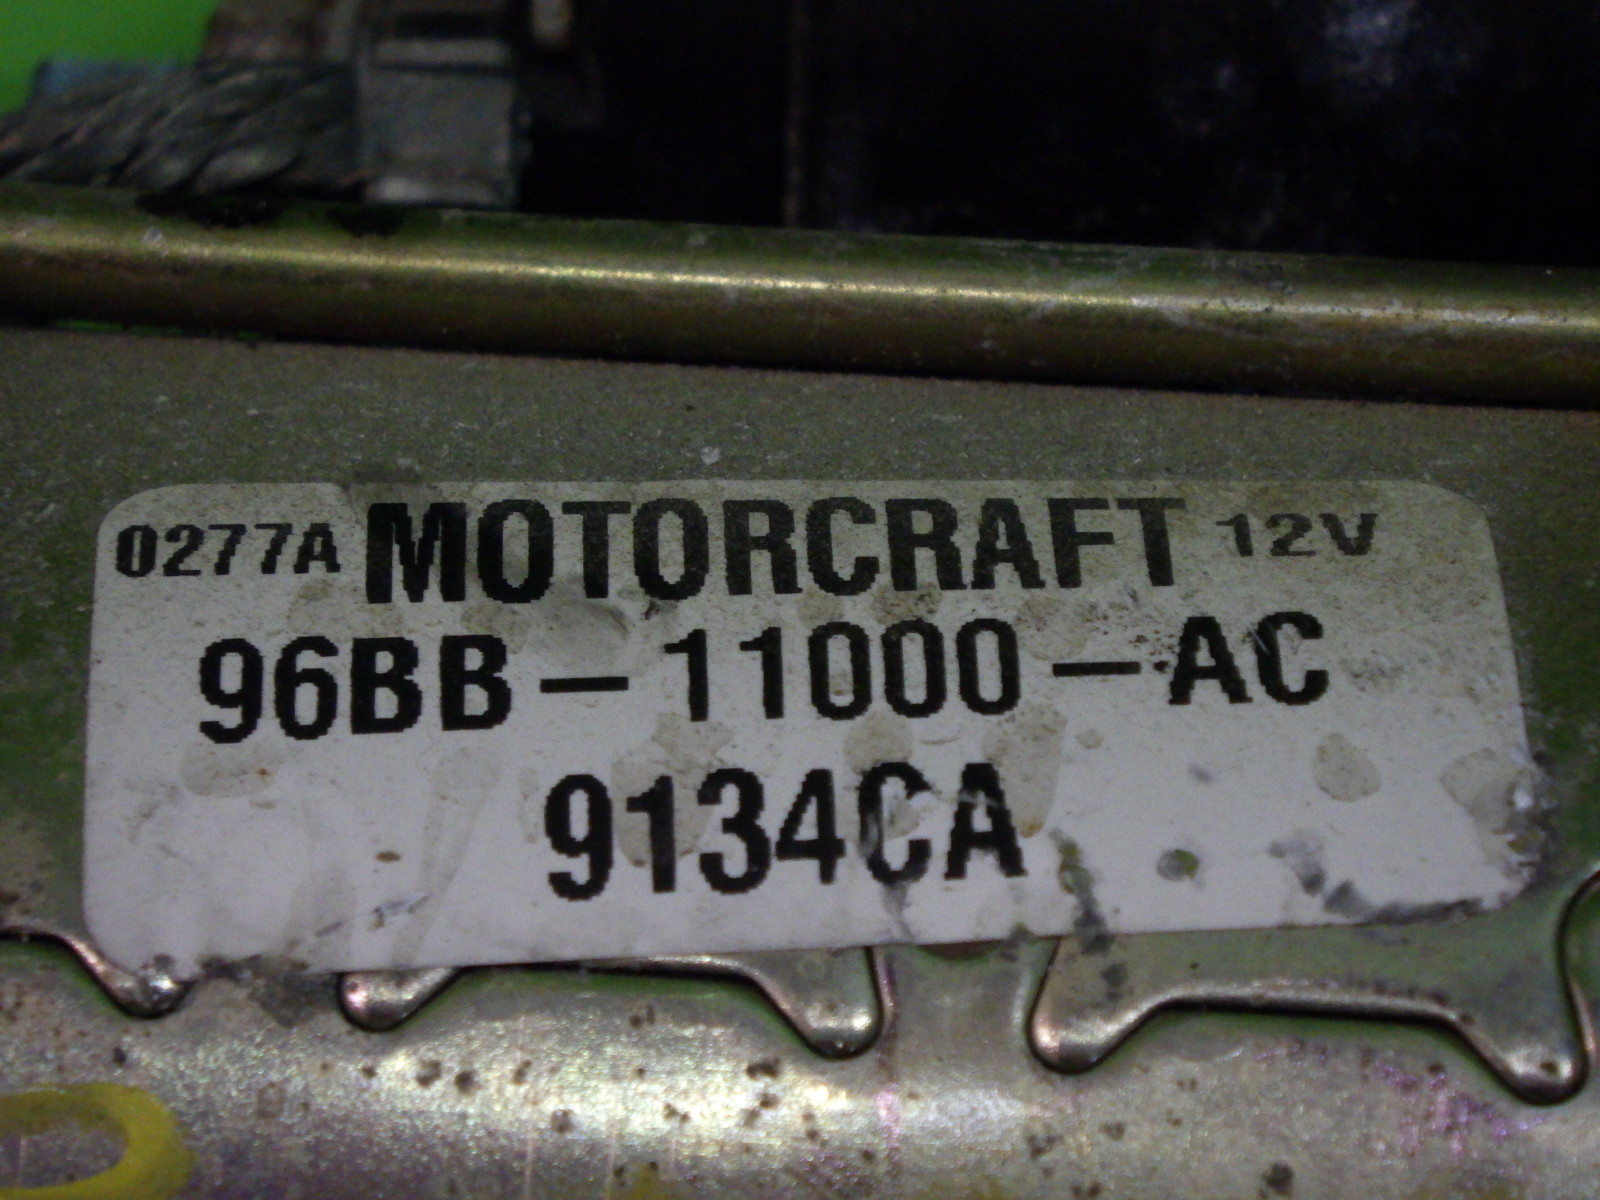 0277A MOTORCRAFT 12V
96BB-11000-AC
9134CA